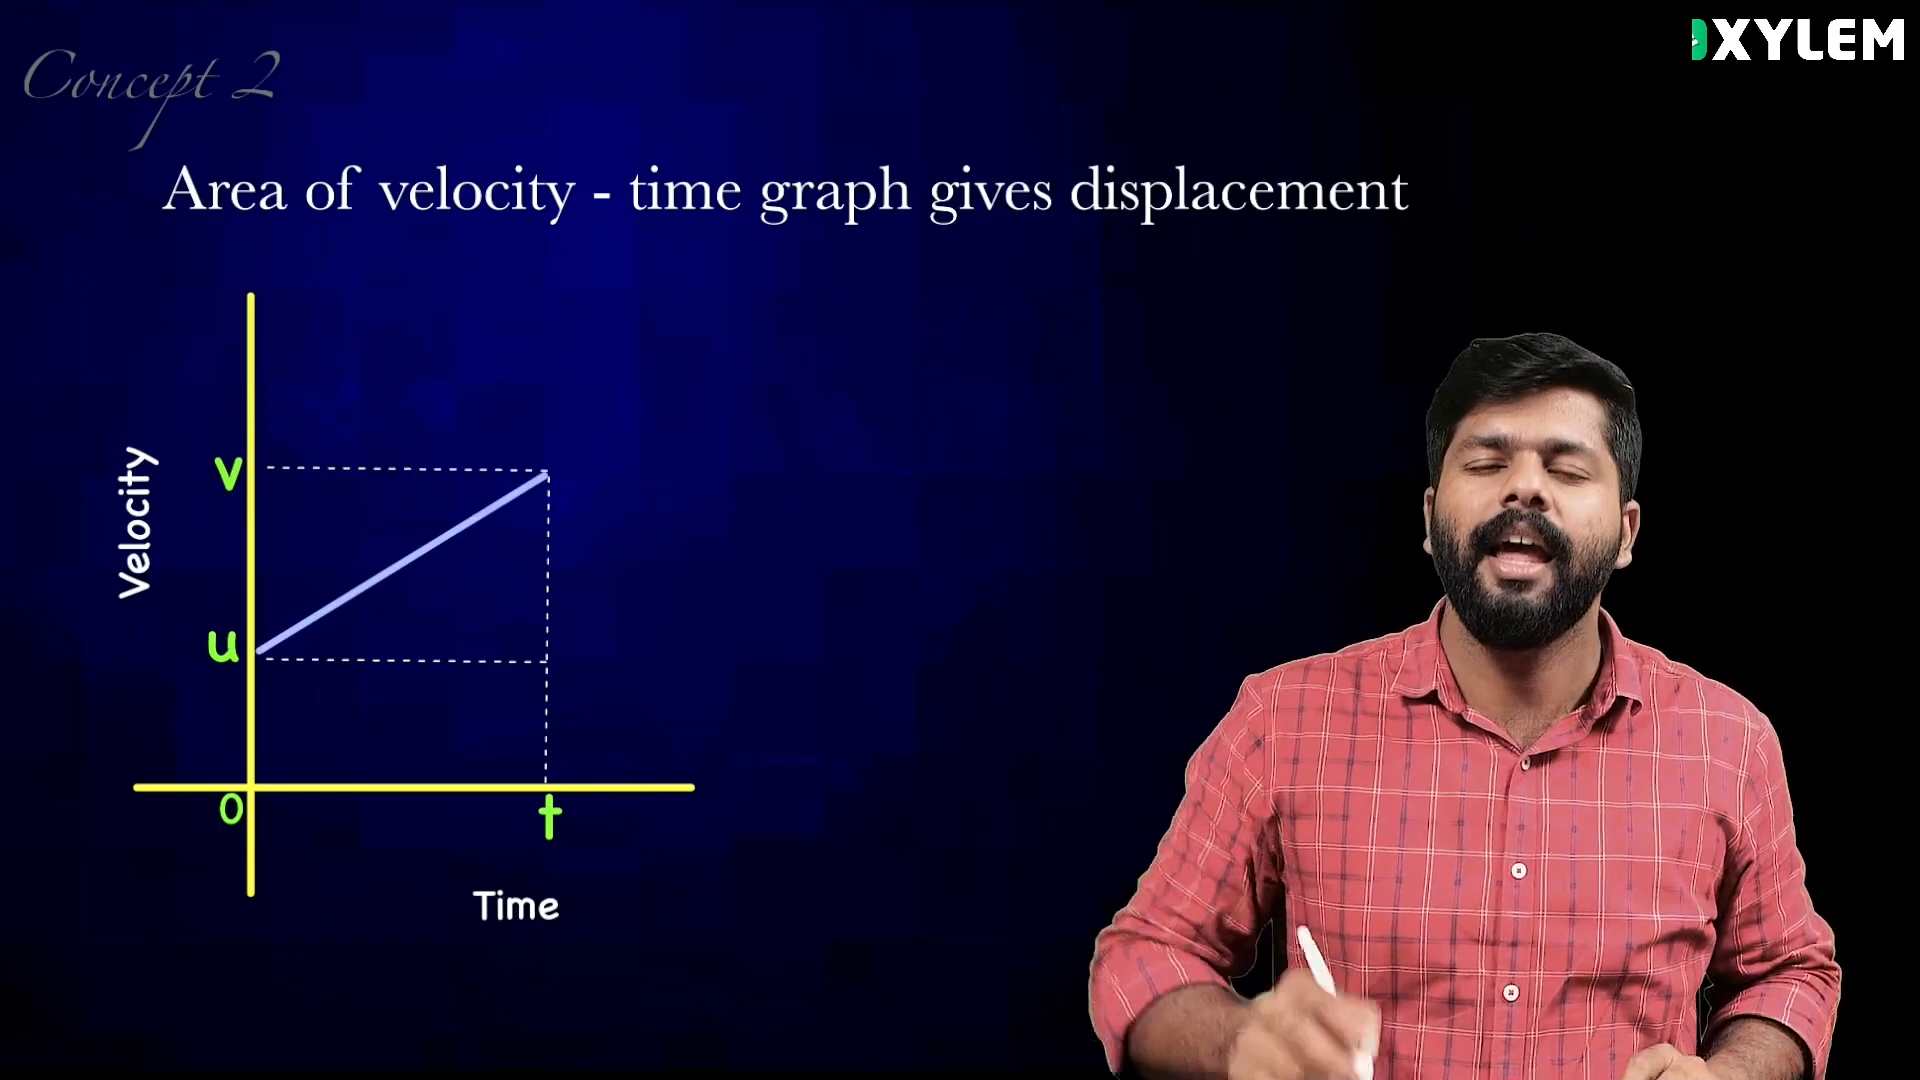 Concept 2
XYLEM
Area of velocity - time graph gives displacement
Velocity
v
u
0
t
Time